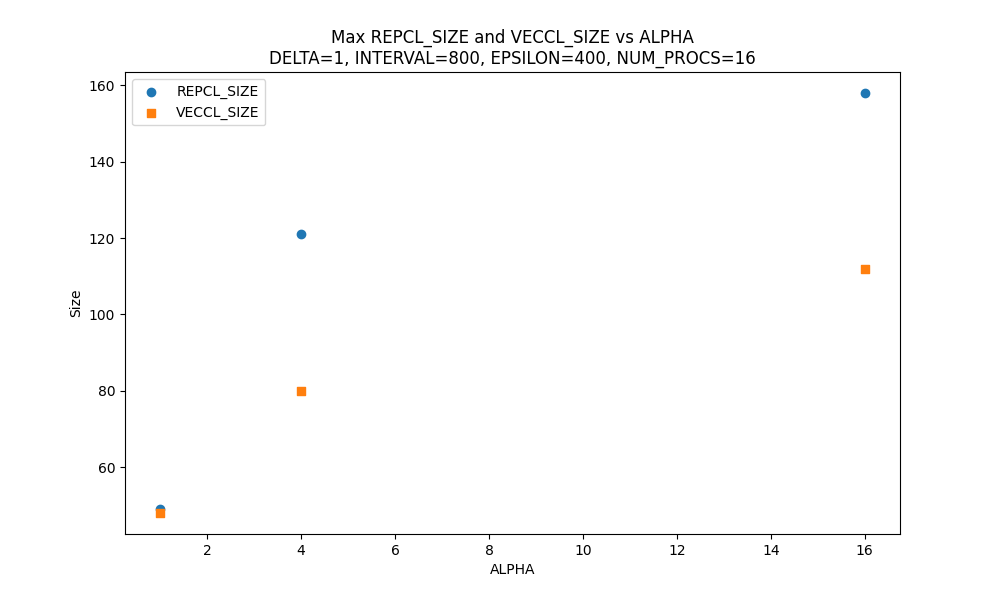 Max REPCL_SIZE and VECCL_SIZE vs ALPHA
DELTA=1, INTERVAL=800, EPSILON=400, NUM_PROCS=16
REPCL_SIZE
VECCL_SIZE
160
140
120
100
80
60
Size
2 4 6 8 10 12 14 16
ALPHA